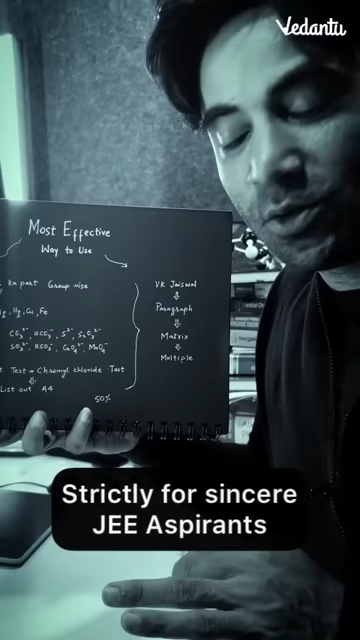 Vedantu
Most Effective
Way to Use
Ka part Group wise
Hg, Cu, Fe
CO₃²⁻, HCO₃⁻, S²⁻, S₂O₃²⁻
SO₃²⁻, HSO₃⁻, C₂O₄²⁻, MnO₄⁻
Test → Chromyl chloride Test
⇓
List out A4
50%
VK Jaiswal
⇓
Paragraph
⇓
Matrix
⇓
Multiple
Strictly for sincere
JEE Aspirants